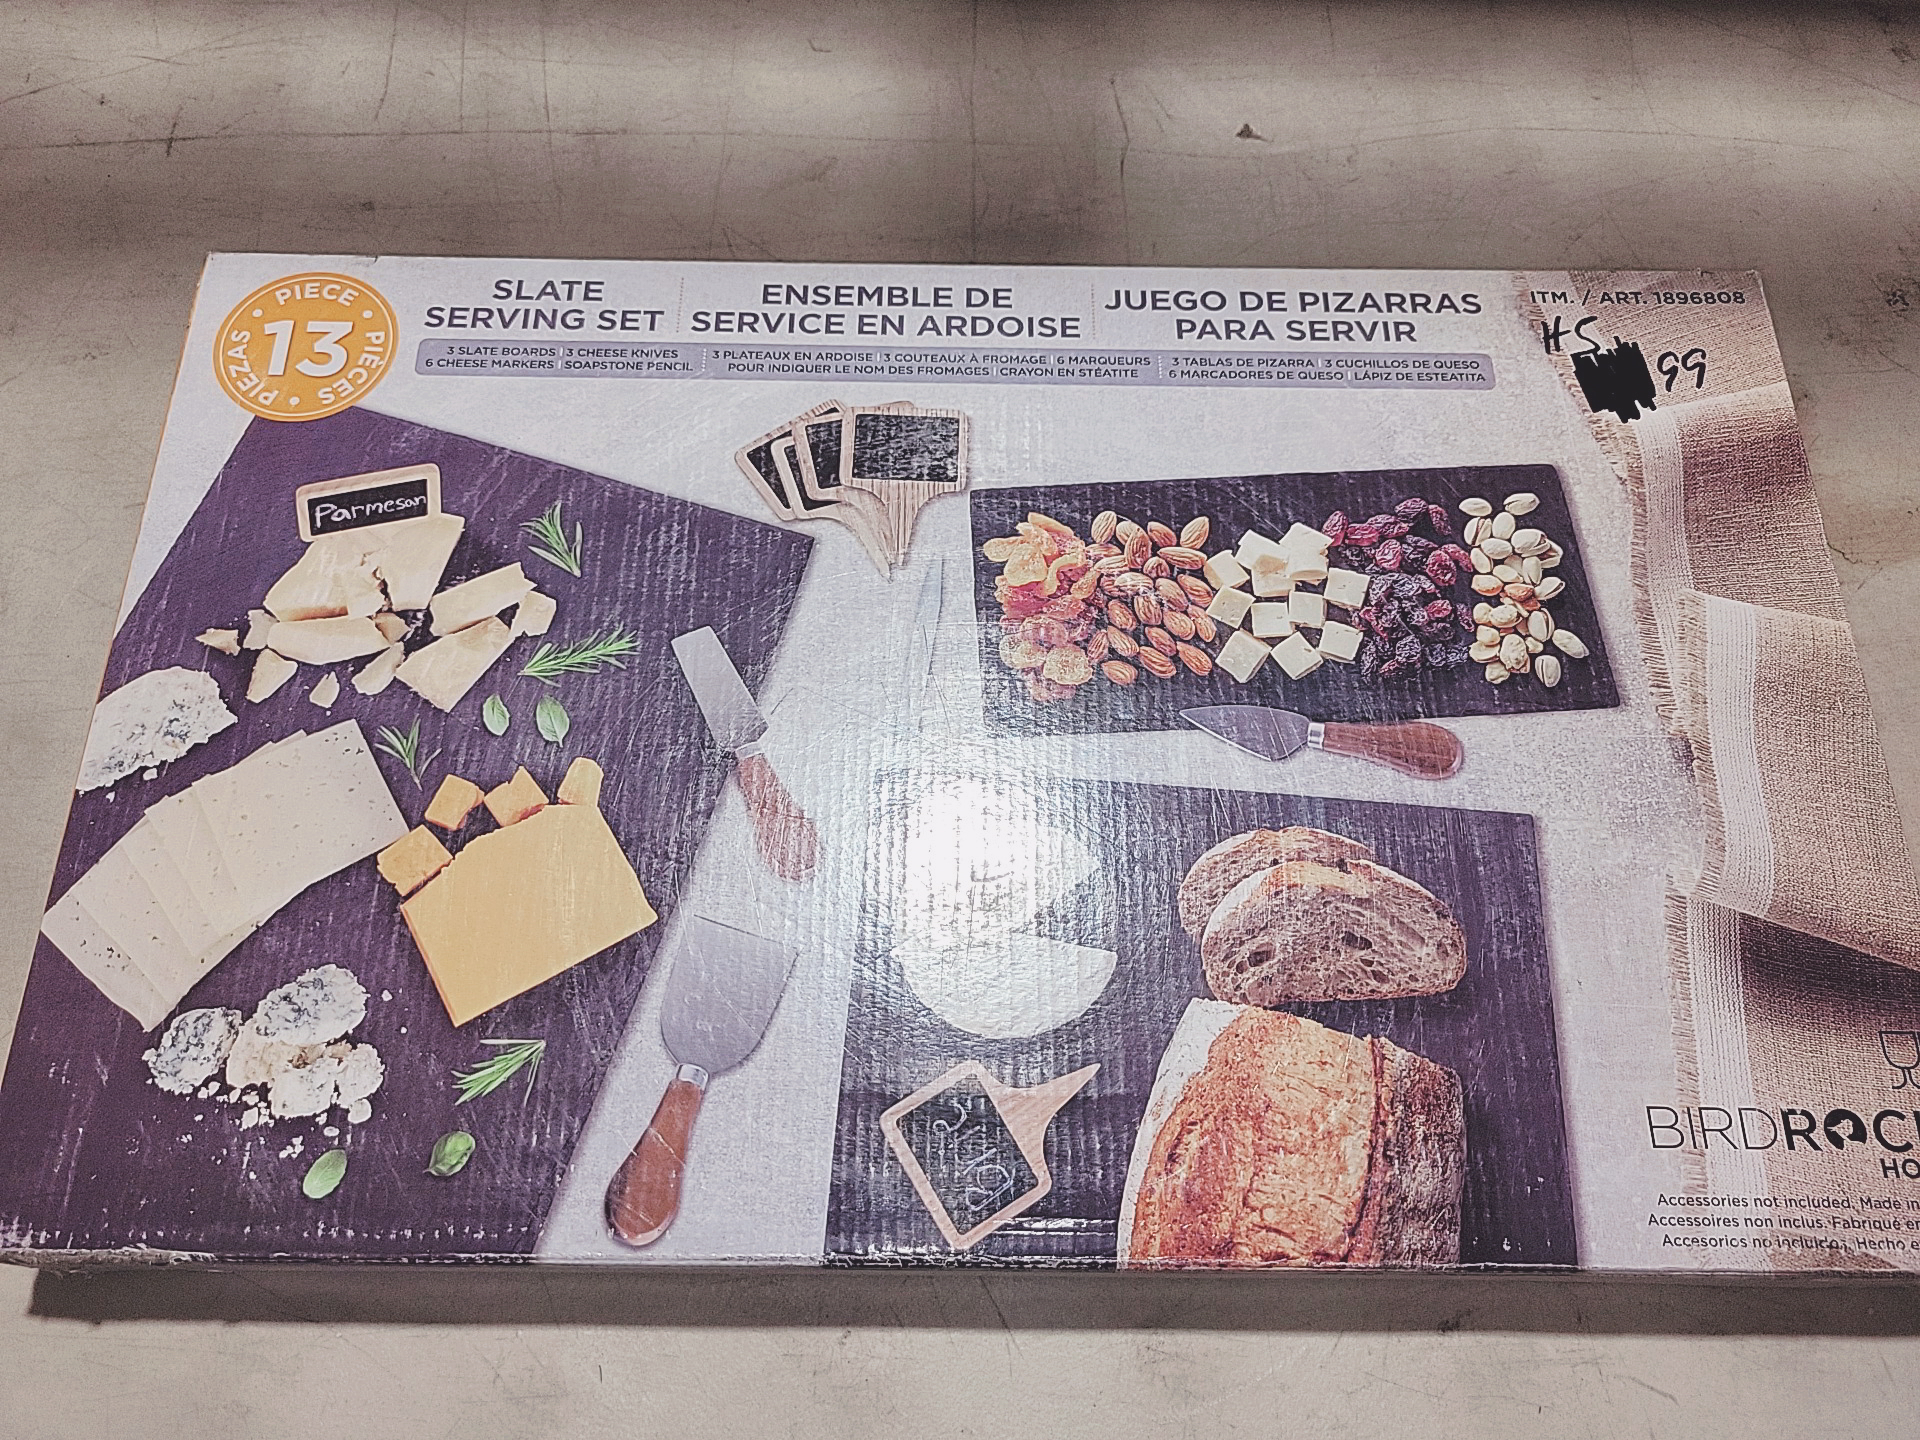 PIECE
13
PIÈCES
PIEZAS
SLATE
SERVING SET
3 SLATE BOARDS | 3 CHEESE KNIVES
6 CHEESE MARKERS | SOAPSTONE PENCIL
ENSEMBLE DE
SERVICE EN ARDOISE
3 PLATEAUX EN ARDOISE | 3 COUTEAUX À FROMAGE | 6 MARQUEURS
POUR INDIQUER LE NOM DES FROMAGES | CRAYON EN STÉATITE
JUEGO DE PIZARRAS
PARA SERVIR
3 TABLAS DE PIZARRA | 3 CUCHILLOS DE QUESO
6 MARCADORES DE QUESO | LÁPIZ DE ESTEATITA
ITM. / ART. 1896808
HS
99
Parmesan
Brie
BIRDROC
HO
Accessories not included. Made in
Accessoires non inclus. Fabriqué en
Accesorios no incluidos. Hecho e